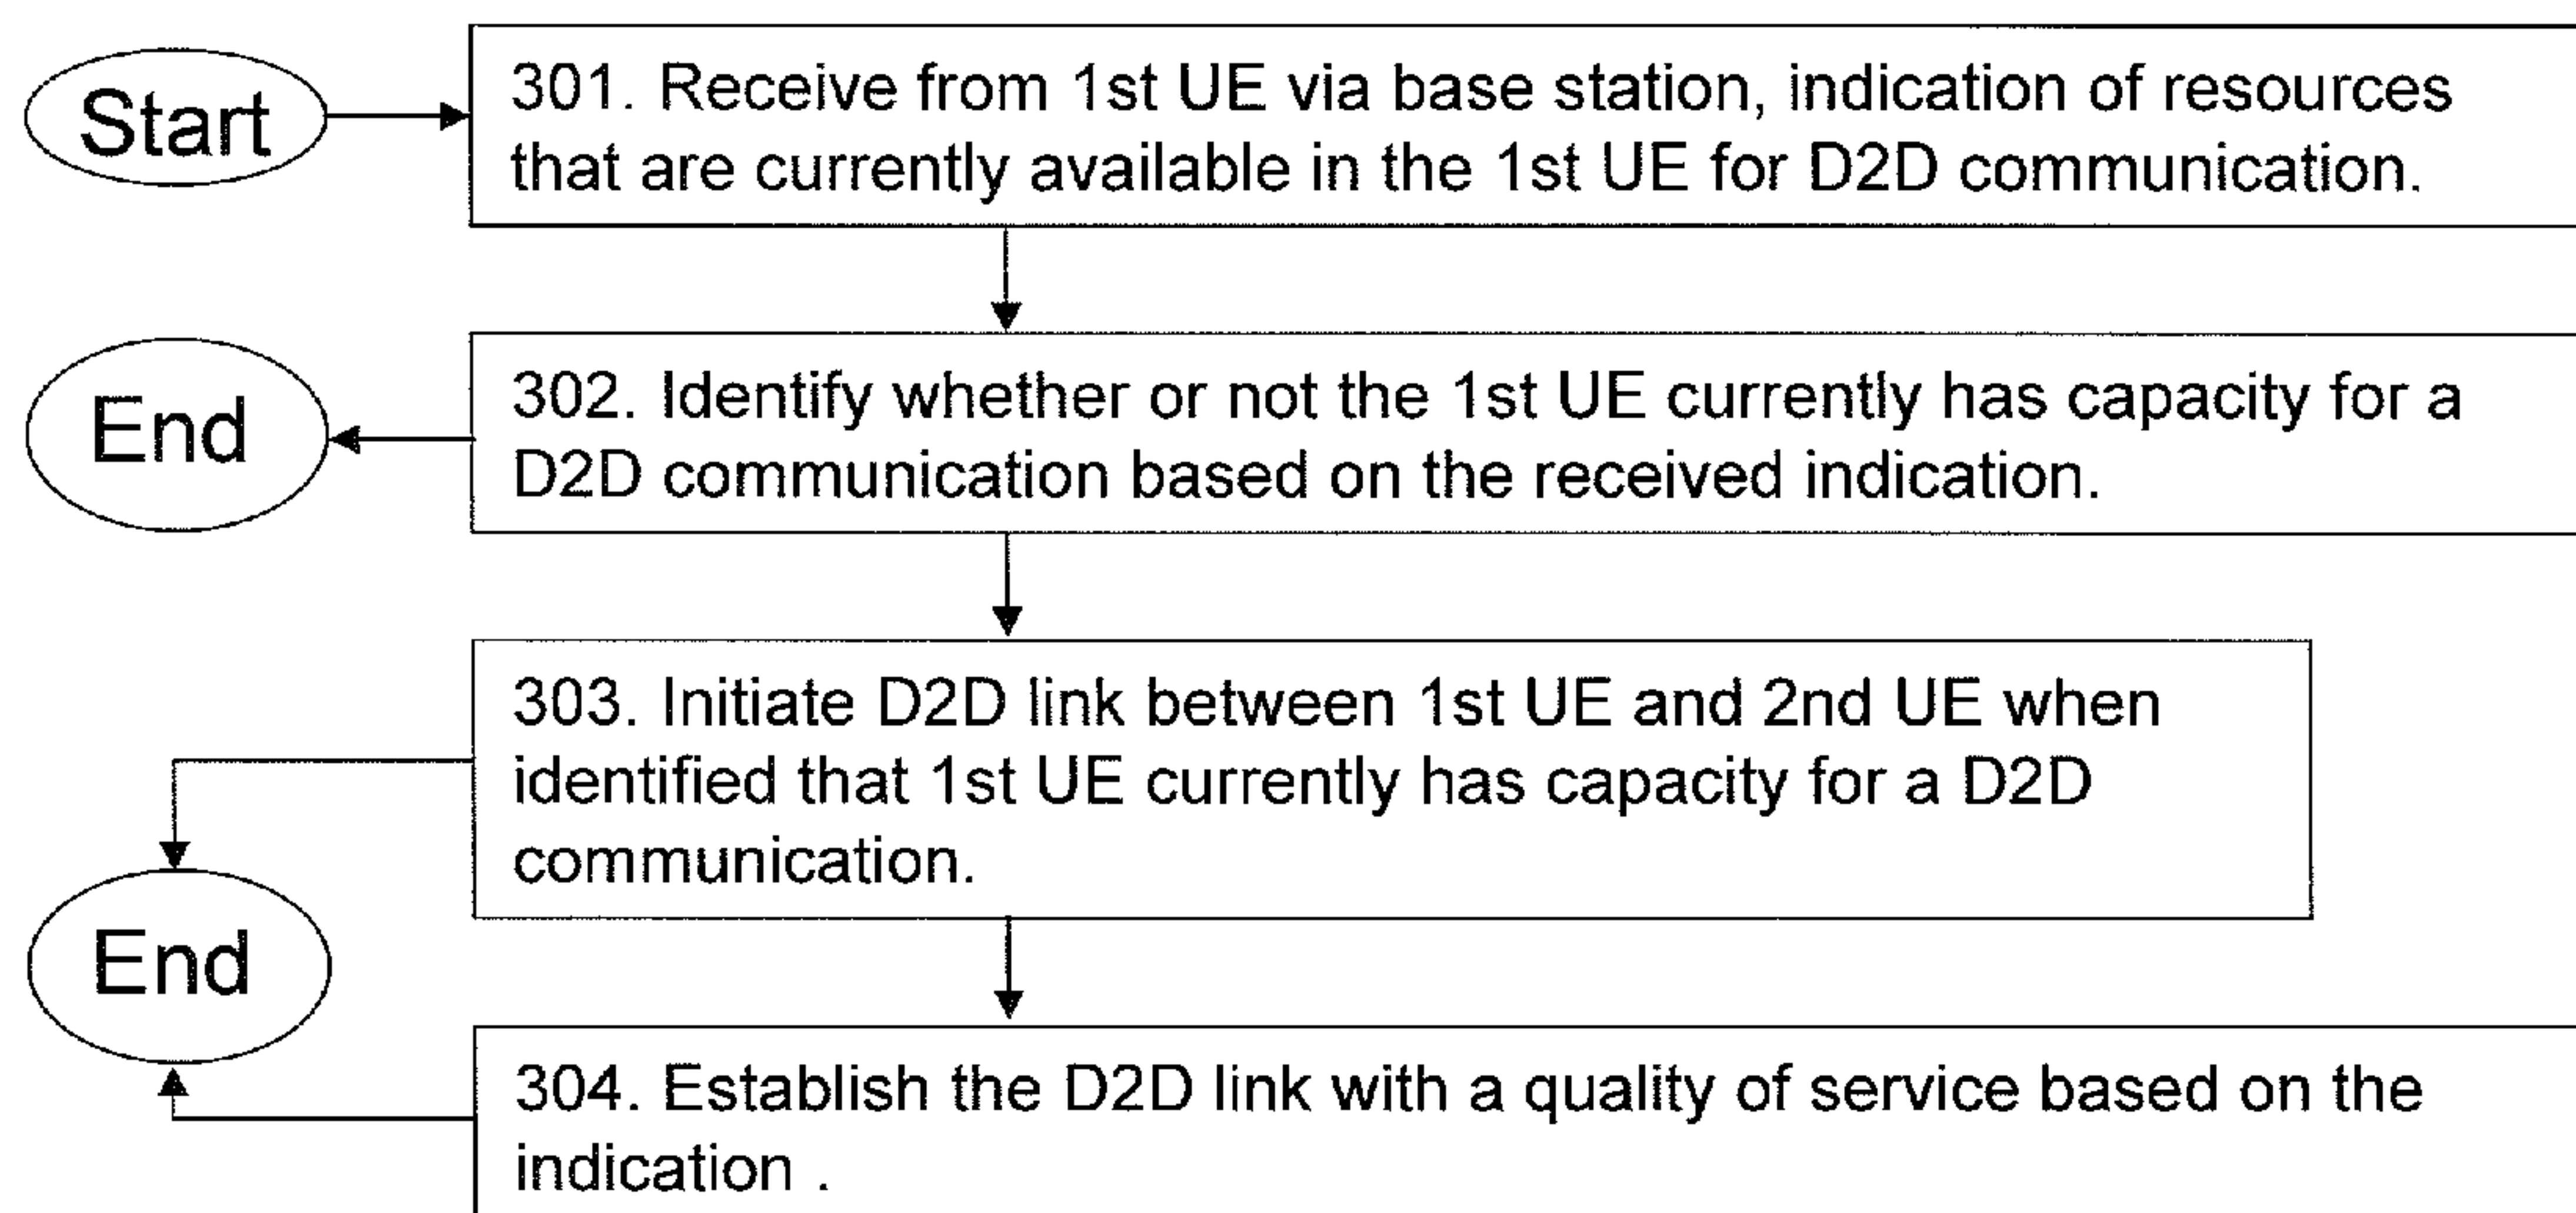 Start
301. Receive from 1st UE via base station, indication of resources
that are currently available in the 1st UE for D2D communication.
End
302. Identify whether or not the 1st UE currently has capacity for a
D2D communication based on the received indication.
303. Initiate D2D link between 1st UE and 2nd UE when
identified that 1st UE currently has capacity for a D2D
communication.
End
304. Establish the D2D link with a quality of service based on the
indication .